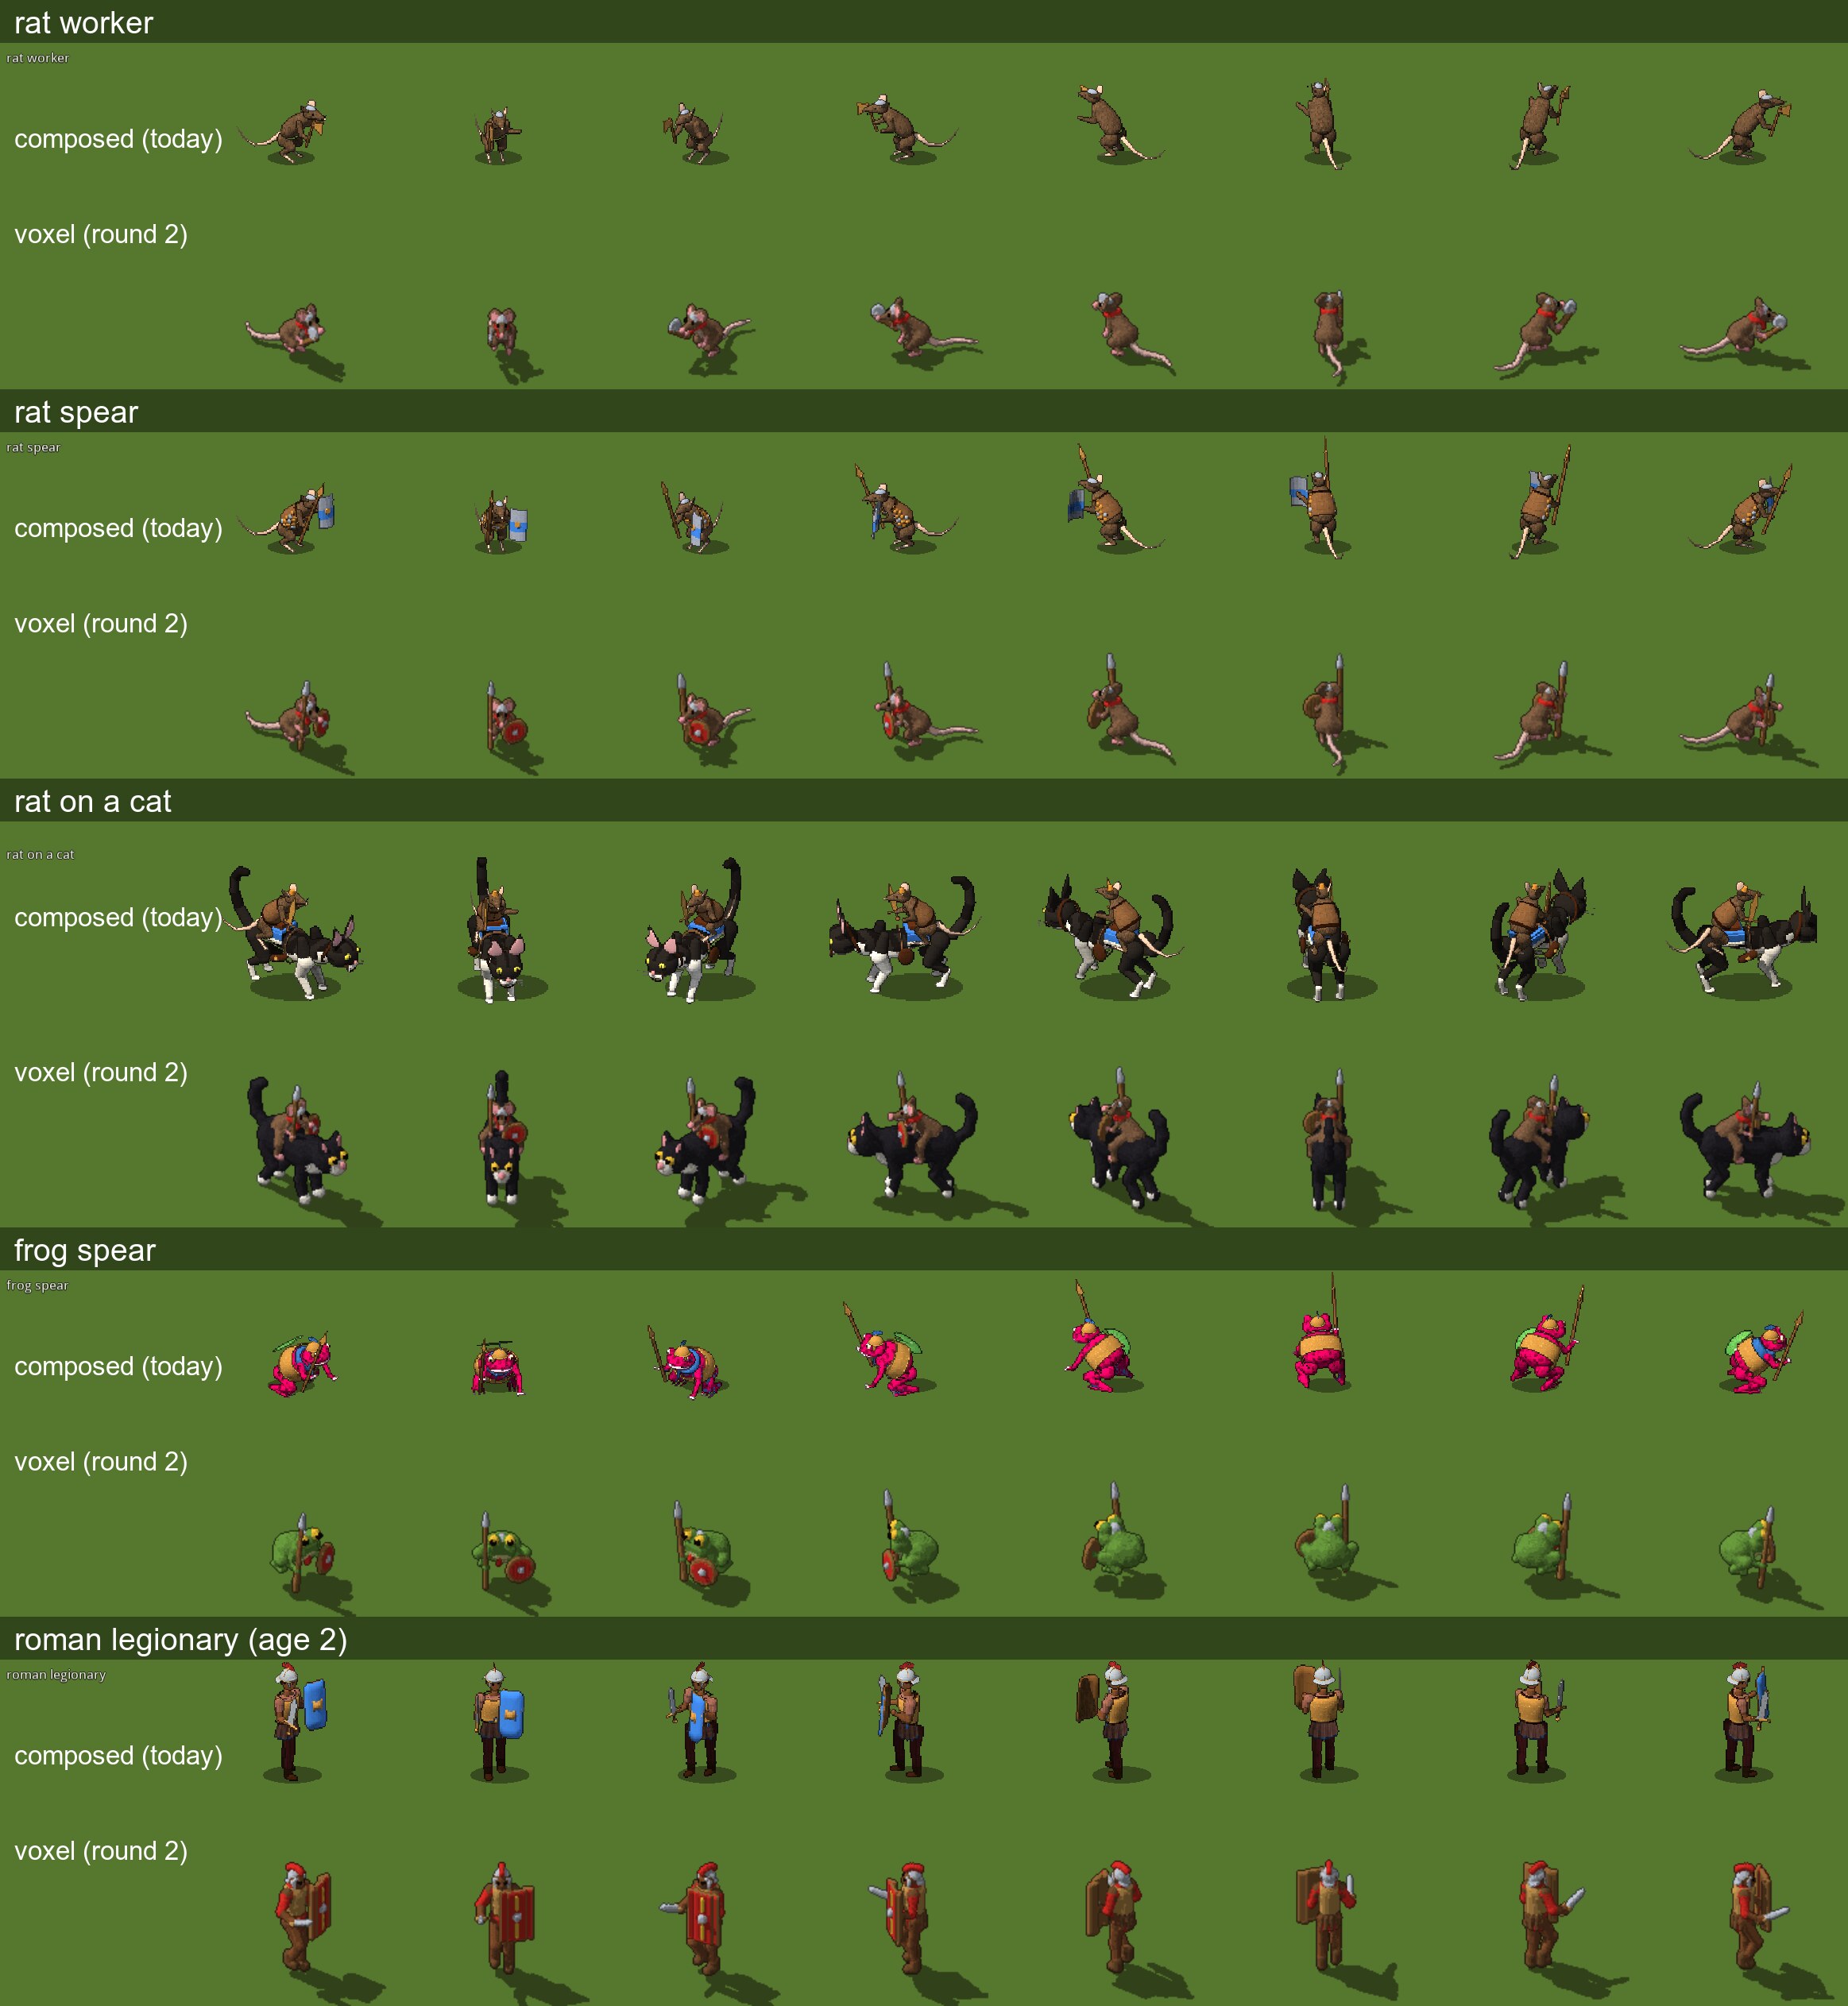 rat worker
rat worker
composed (today)
voxel (round 2)
rat spear
rat spear
composed (today)
voxel (round 2)
rat on a cat
rat on a cat
composed (today)
voxel (round 2)
frog spear
frog spear
composed (today)
voxel (round 2)
roman legionary (age 2)
roman legionary
composed (today)
voxel (round 2)